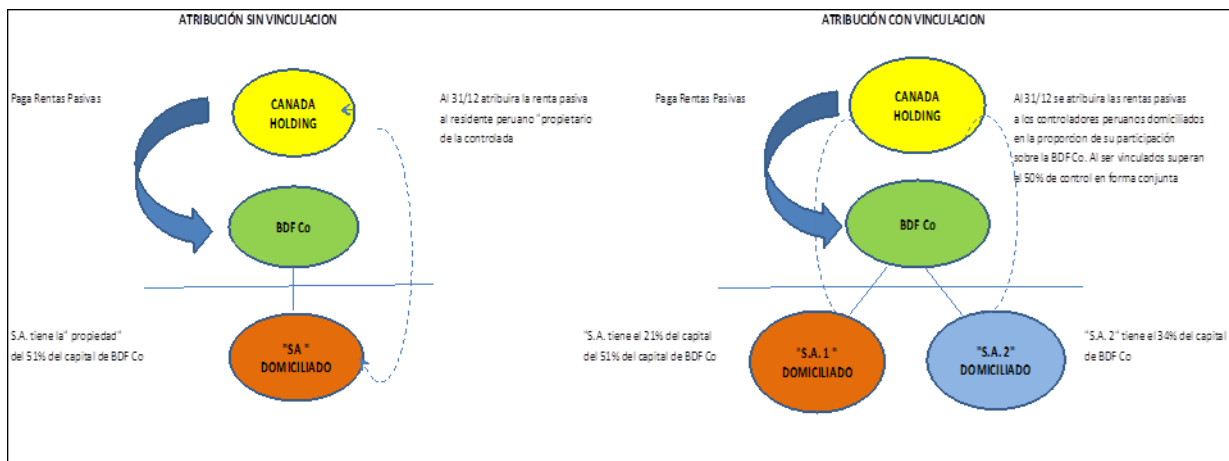 ATRIBUCIÓN SIN VINCULACION
Paga Rentas Pasivas
CANADA
HOLDING
Al 31/12 atribuira la renta pasiva
al residente peruano "propietario
de la controlada
BDF Co
S.A. tiene la" propiedad"
del 51% del capital de BDF Co
"SA"
DOMICILIADO
ATRIBUCIÓN CON VINCULACION
Paga Rentas Pasivas
CANADA
HOLDING
Al 31/12 se atribuira las rentas pasivas
a los controladores peruanos domiciliados
en la proporcion de su participación
sobre la BDF Co. Al ser vinculados superan
el 50% de control en forma conjunta
BDF Co
"S.A. tiene el 21% del capital
del 51% del capital de BDF Co
"S.A. 1 "
DOMICILIADO
"S.A. 2"
DOMICILIADO
"S.A. 2" tiene el 34% del capital
de BDF Co